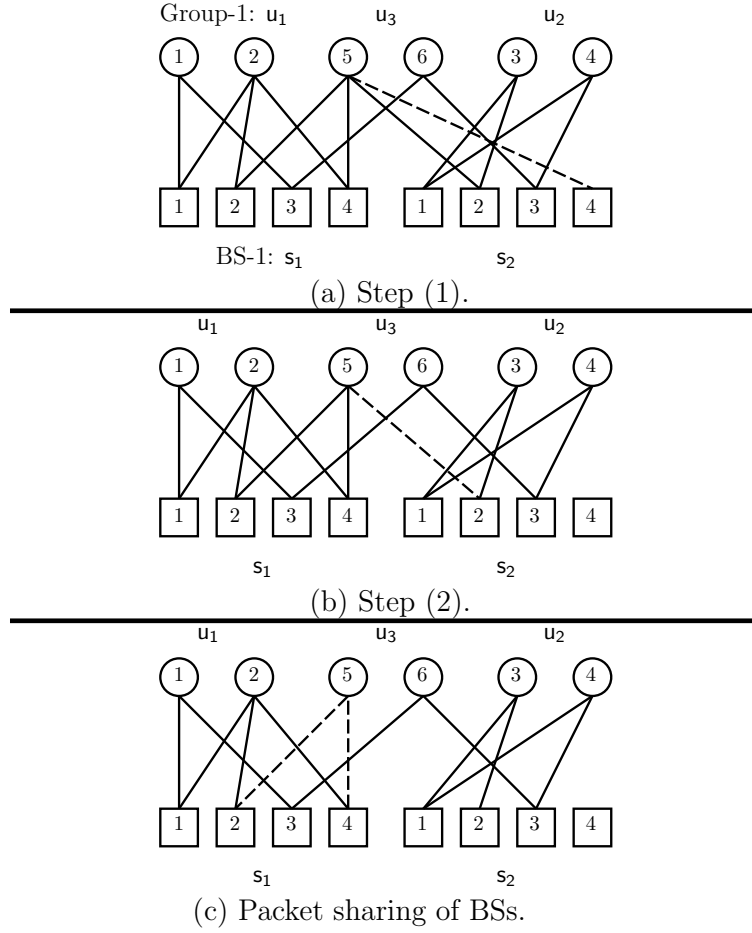 Group-1: u₁ u₃ u₂
1 2 5 6 3 4
1 2 3 4 1 2 3 4
BS-1: s₁ s₂
(a) Step (1).
u₁ u₃ u₂
1 2 5 6 3 4
1 2 3 4 1 2 3 4
s₁ s₂
(b) Step (2).
u₁ u₃ u₂
1 2 5 6 3 4
1 2 3 4 1 2 3 4
s₁ s₂
(c) Packet sharing of BSs.